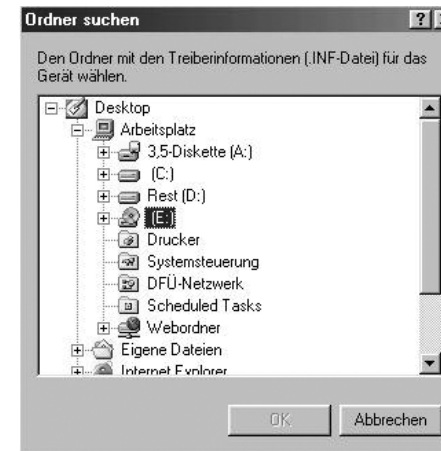 Ordner suchen
Den Ordner mit den Treiberinformationen (.INF-Datei) für das
Gerät wählen.
Desktop
Arbeitsplatz
3,5-Diskette (A:)
(C:)
Rest (D:)
(E:)
Drucker
Systemsteuerung
DFÜ-Netzwerk
Scheduled Tasks
Webordner
Eigene Dateien
Internet Explorer
OK
Abbrechen